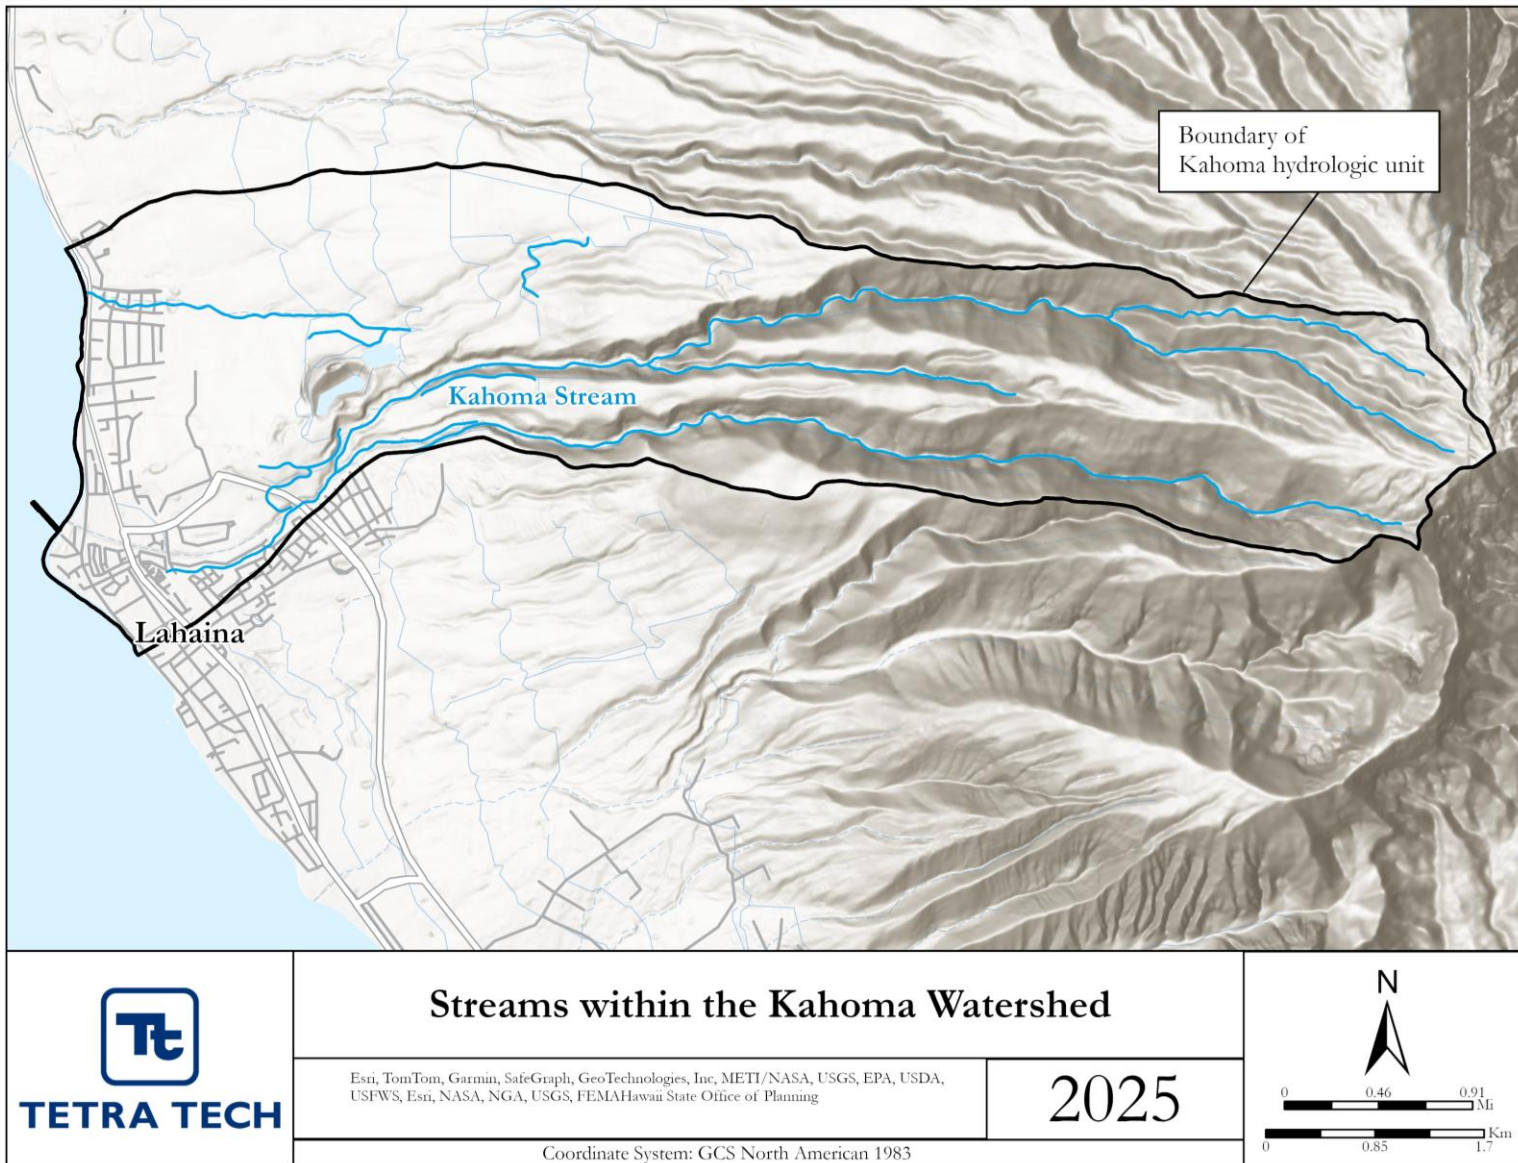 Boundary of
Kahoma hydrologic unit
Kahoma Stream
Lahaina
Tt
TETRA TECH
Streams within the Kahoma Watershed
Esri, TomTom, Garmin, SafeGraph, GeoTechnologies, Inc, METI/NASA, USGS, EPA, USDA,
USFWS, Esri, NASA, NGA, USGS, FEMAHawaii State Office of Planning
2025
Coordinate System: GCS North American 1983
N
0 0.46 0.91
Mi
Km
0 0.85 1.7